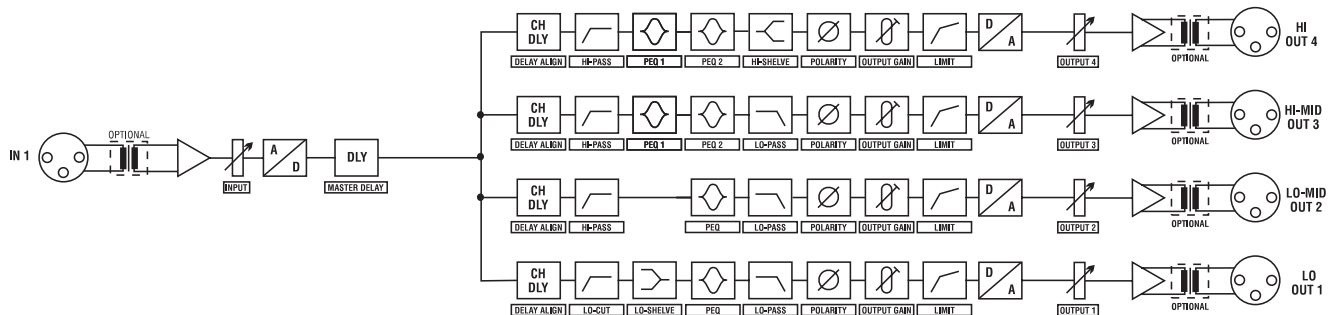 CH DLY D A HI OUT 4
DELAY ALIGN HI-PASS PEQ 1 PEQ 2 HI-SHELVE POLARITY OUTPUT GAIN LIMIT OUTPUT 4 OPTIONAL
CH DLY D A HI-MID OUT 3
DELAY ALIGN HI-PASS PEQ 1 PEQ 2 LO-PASS POLARITY OUTPUT GAIN LIMIT OUTPUT 3 OPTIONAL
OPTIONAL
IN 1 A D DLY
INPUT MASTER DELAY
CH DLY D A LO-MID OUT 2
DELAY ALIGN HI-PASS PEQ LO-PASS POLARITY OUTPUT GAIN LIMIT OUTPUT 2 OPTIONAL
CH DLY D A LO OUT 1
DELAY ALIGN LO-CUT LO-SHELVE PEQ LO-PASS POLARITY OUTPUT GAIN LIMIT OUTPUT 1 OPTIONAL